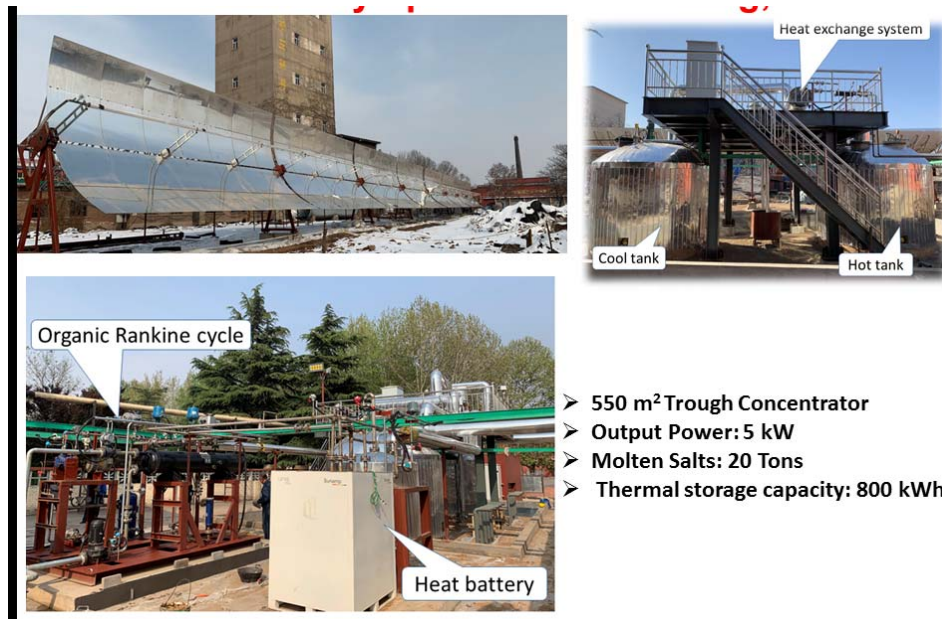 Heat exchange system
Cool tank
Hot tank
Organic Rankine cycle
Heat battery
➢ 550 m² Trough Concentrator
➢ Output Power: 5 kW
➢ Molten Salts: 20 Tons
➢ Thermal storage capacity: 800 kWh